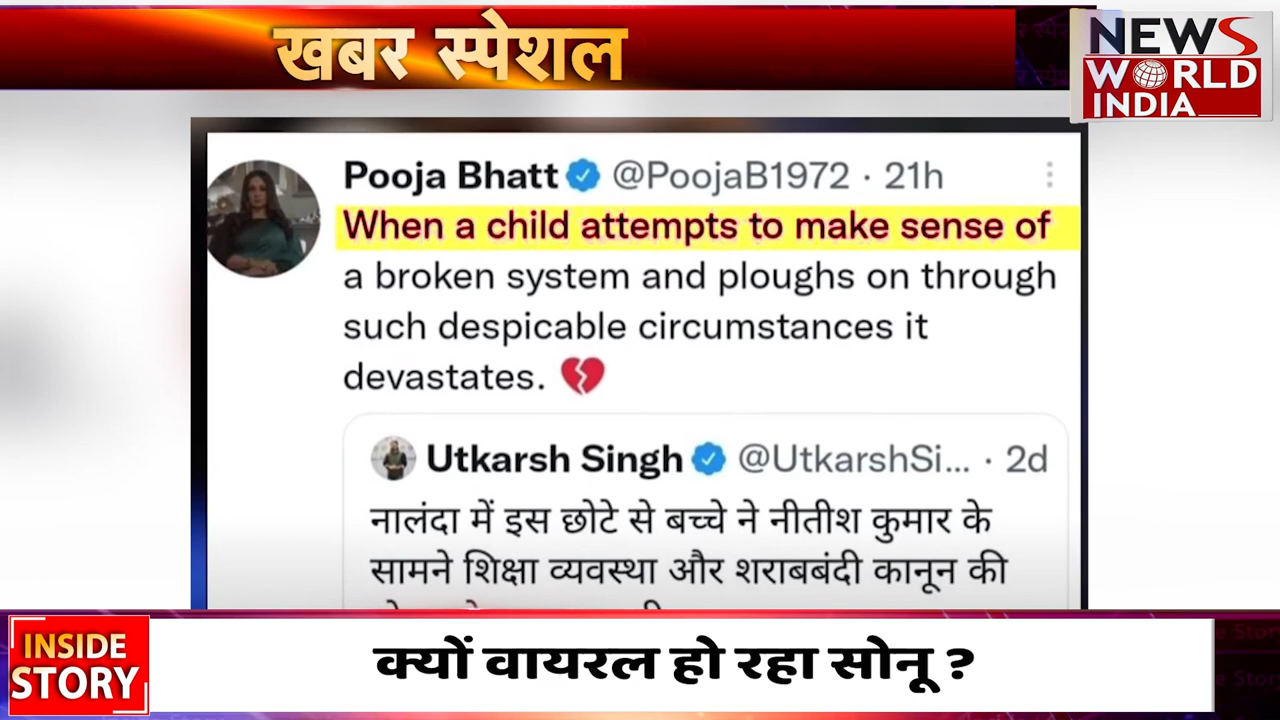 खबर स्पेशल
NEWS
WORLD
INDIA
Pooja Bhatt @PoojaB1972 · 21h
When a child attempts to make sense of
a broken system and ploughs on through
such despicable circumstances it
devastates. 💔
Utkarsh Singh @UtkarshSi... · 2d
नालंदा में इस छोटे से बच्चे ने नीतीश कुमार के
सामने शिक्षा व्यवस्था और शराबबंदी कानून की
INSIDE
STORY
क्यों वायरल हो रहा सोनू ?